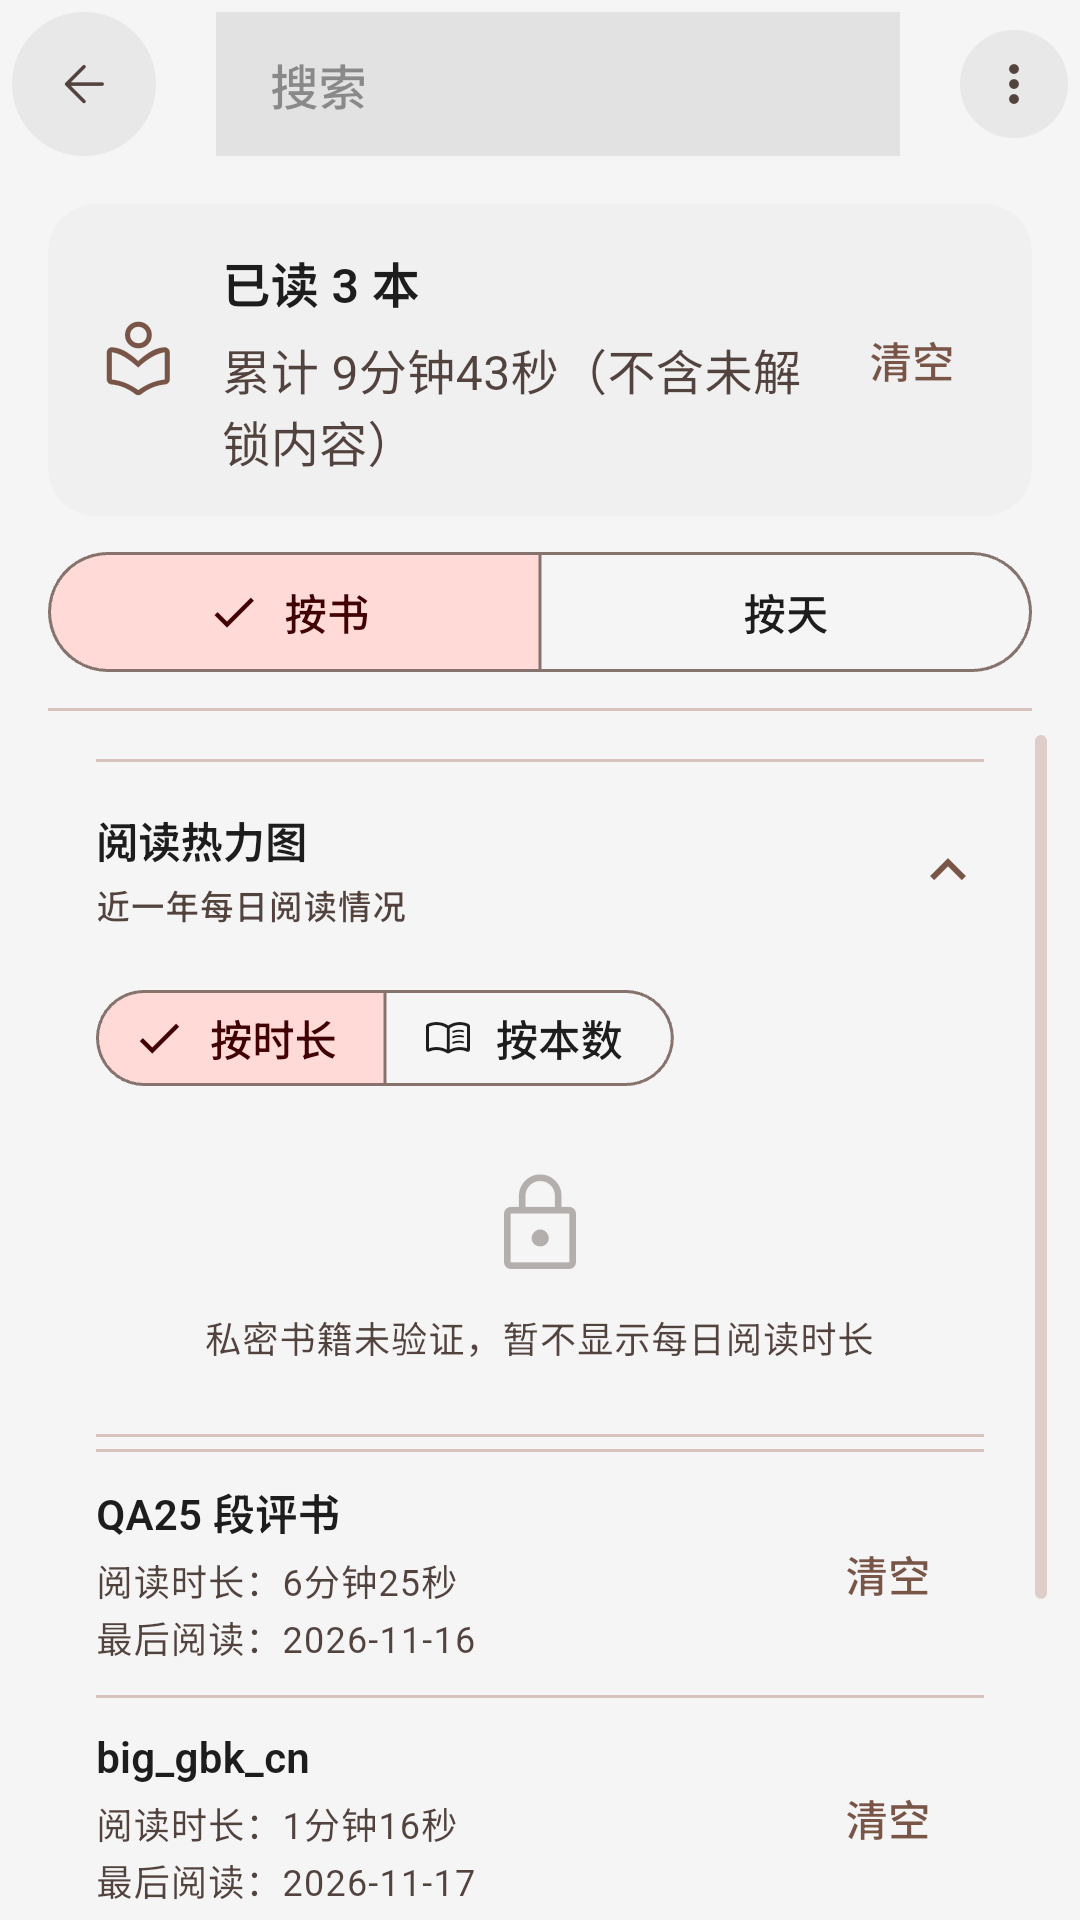 搜索
已读 3 本
累计 9分钟43秒（不含未解
锁内容）
清空
按书
按天
阅读热力图
近一年每日阅读情况
按时长
按本数
私密书籍未验证，暂不显示每日阅读时长
QA25 段评书
阅读时长：6分钟25秒
最后阅读：2026-11-16
清空
big_gbk_cn
阅读时长：1分钟16秒
最后阅读：2026-11-17
清空